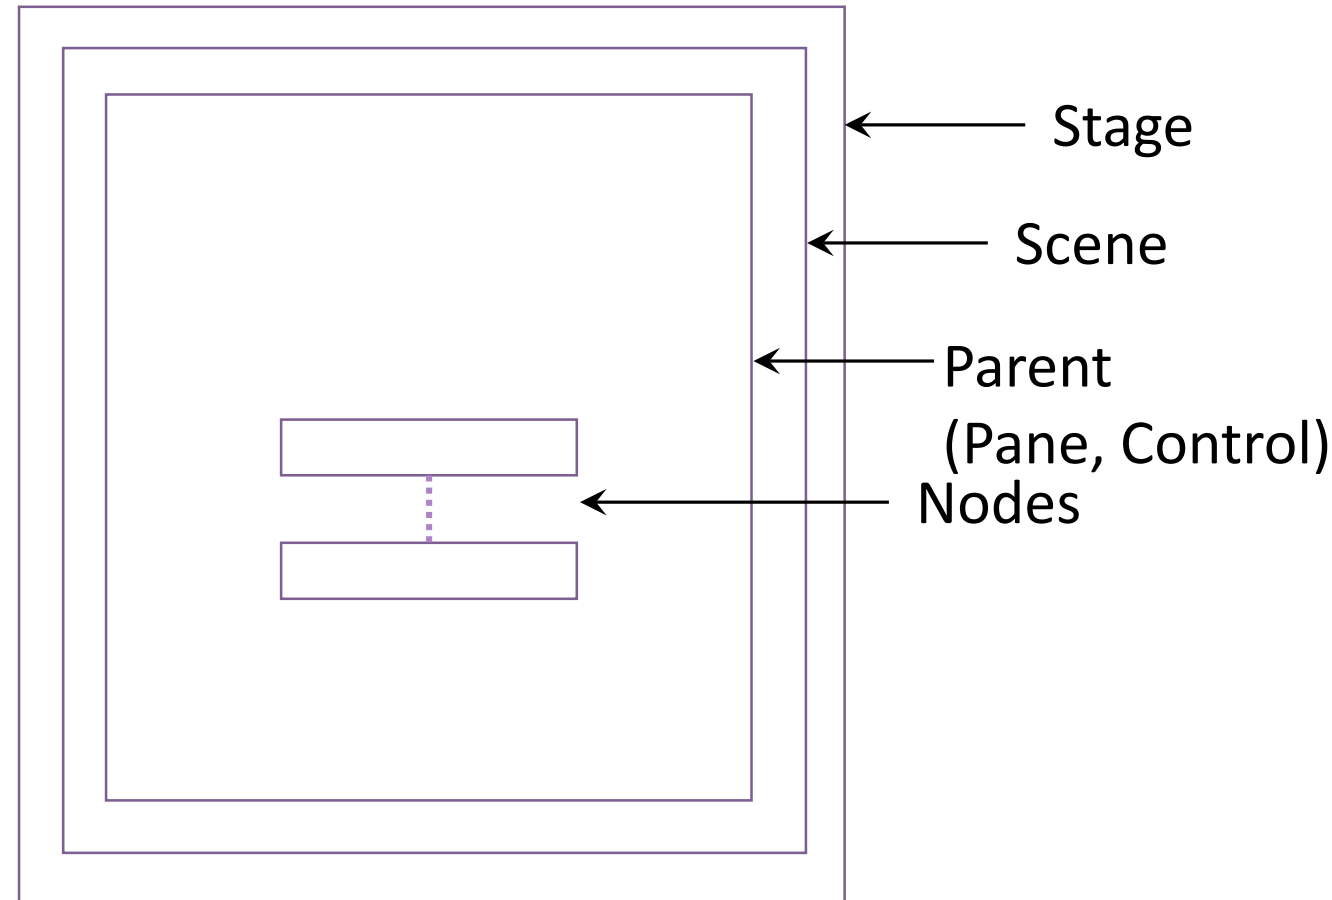 Stage
Scene
Parent
(Pane, Control)
Nodes